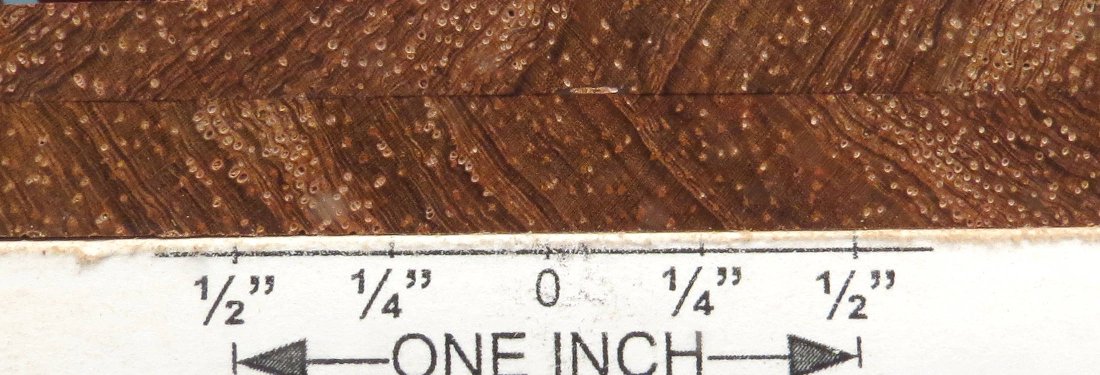 1/2” 1/4” 0 1/4” 1/2”
ONE INCH